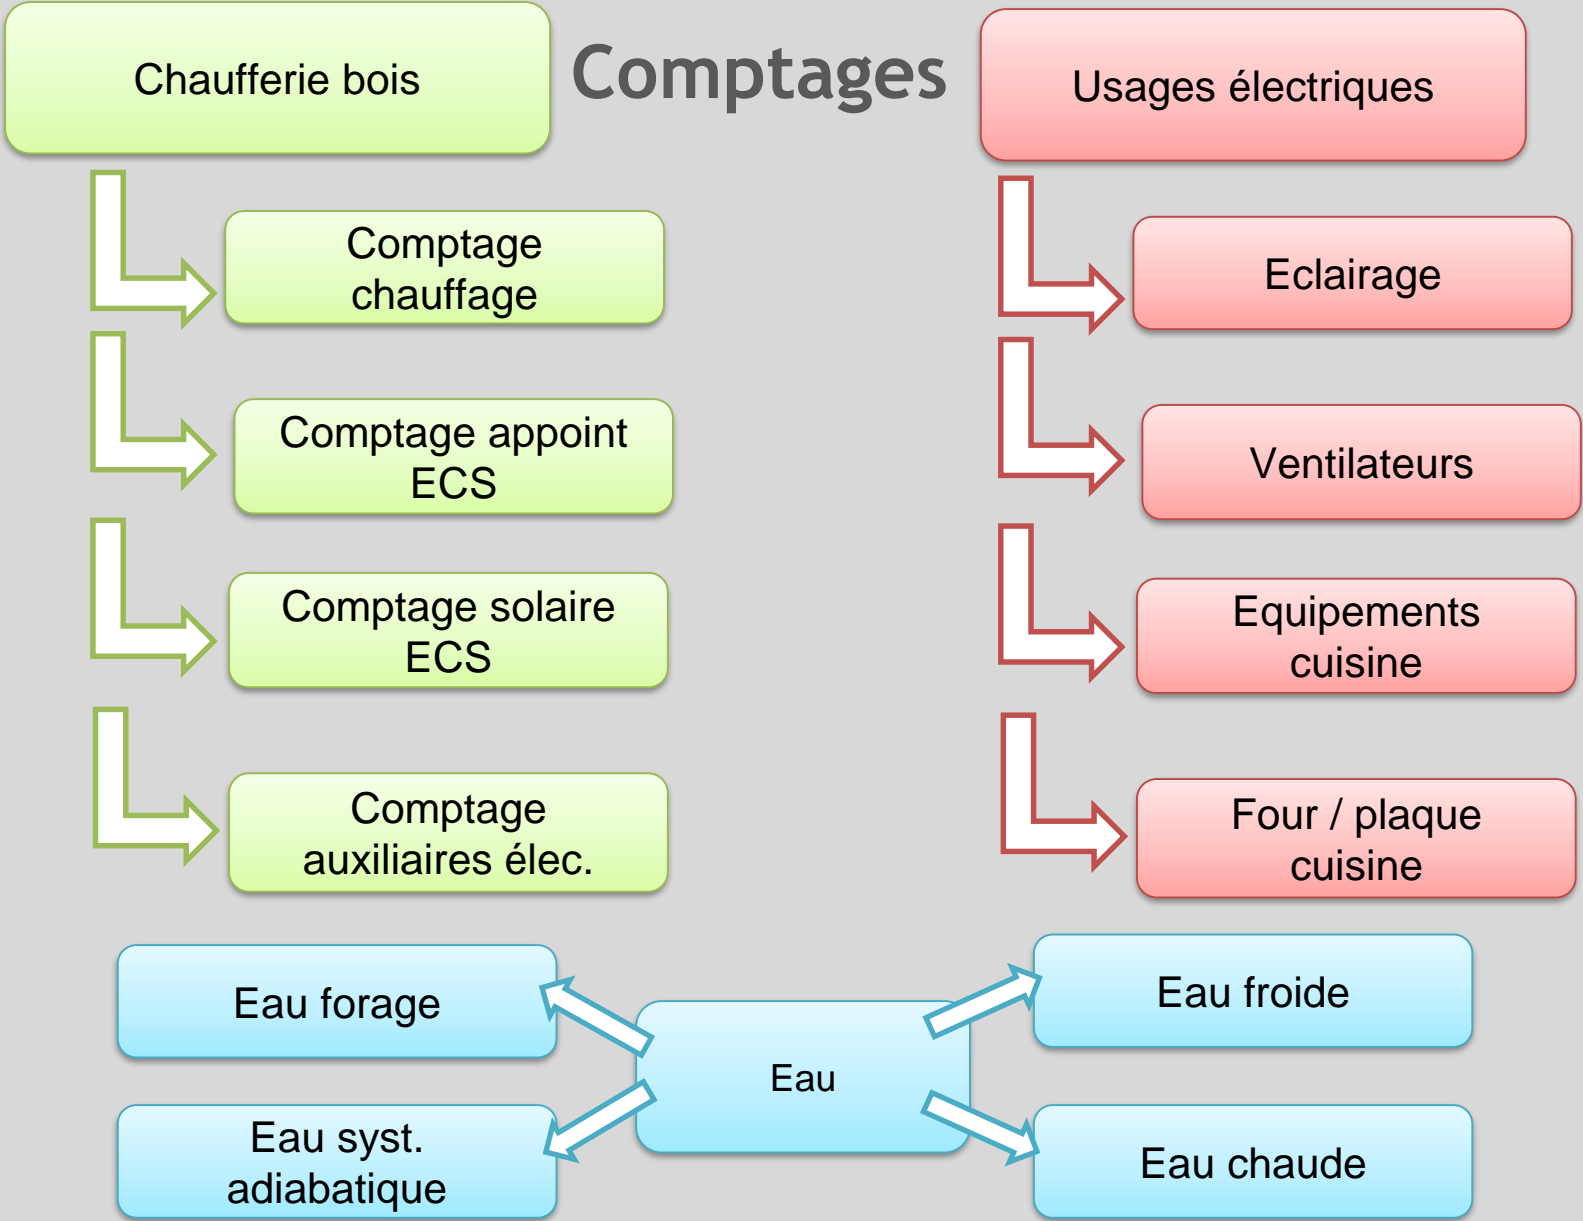 Comptages
Chaufferie bois
Comptage
chauffage
Comptage appoint
ECS
Comptage solaire
ECS
Comptage
auxiliaires élec.
Usages électriques
Eclairage
Ventilateurs
Equipements
cuisine
Four / plaque
cuisine
Eau forage
Eau syst.
adiabatique
Eau
Eau froide
Eau chaude